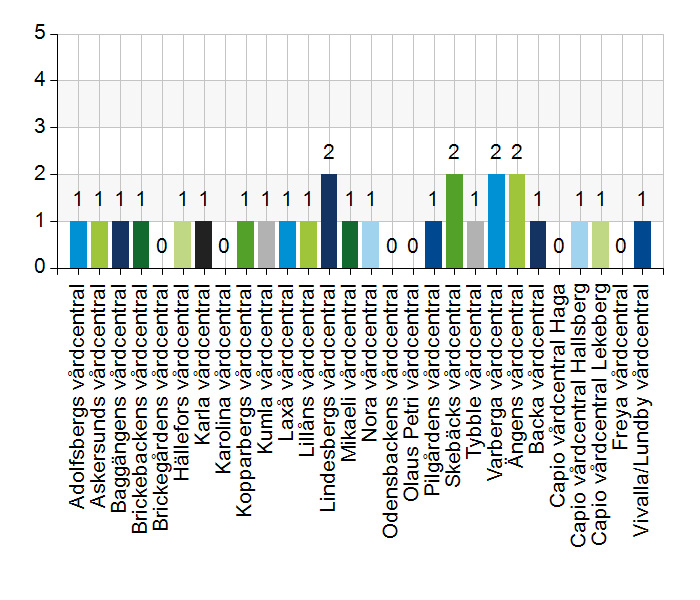 5
4
3
2
1
0
1
1
1
1
0
1
1
0
1
1
1
1
2
1
1
0
0
1
2
1
2
2
1
0
1
1
0
1
Adolfsbergs vårdcentral
Askersunds vårdcentral
Baggängens vårdcentral
Brickebackens vårdcentral
Brickegårdens vårdcentral
Hällefors vårdcentral
Karla vårdcentral
Karolina vårdcentral
Kopparbergs vårdcentral
Kumla vårdcentral
Laxå vårdcentral
Lillåns vårdcentral
Lindesbergs vårdcentral
Mikaeli vårdcentral
Nora vårdcentral
Odensbackens vårdcentral
Olaus Petri vårdcentral
Pilgårdens vårdcentral
Skebäcks vårdcentral
Tybble vårdcentral
Varberga vårdcentral
Ängens vårdcentral
Backa vårdcentral
Capio vårdcentral Haga
Capio vårdcentral Hallsberg
Capio vårdcentral Lekeberg
Freya vårdcentral
Vivalla/Lundby vårdcentral